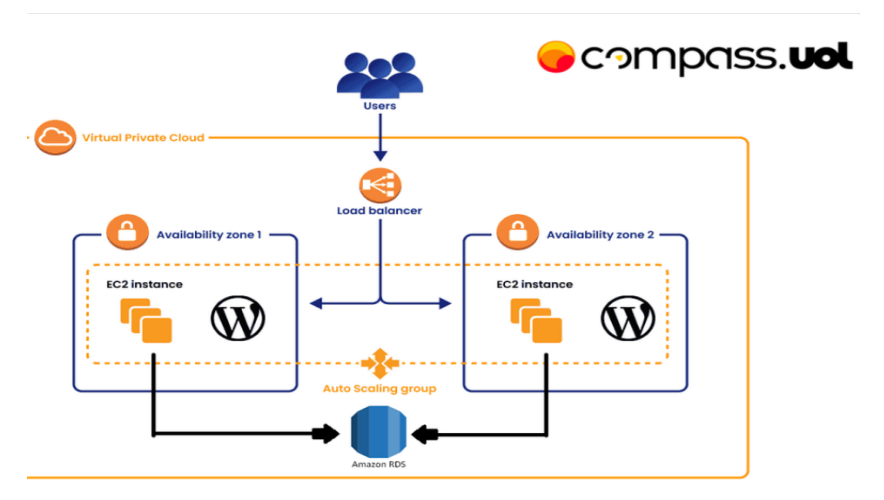 compass.uol
Users
Virtual Private Cloud
Load balancer
Availability zone 1
Availability zone 2
EC2 instance
EC2 instance
Auto Scaling group
Amazon RDS